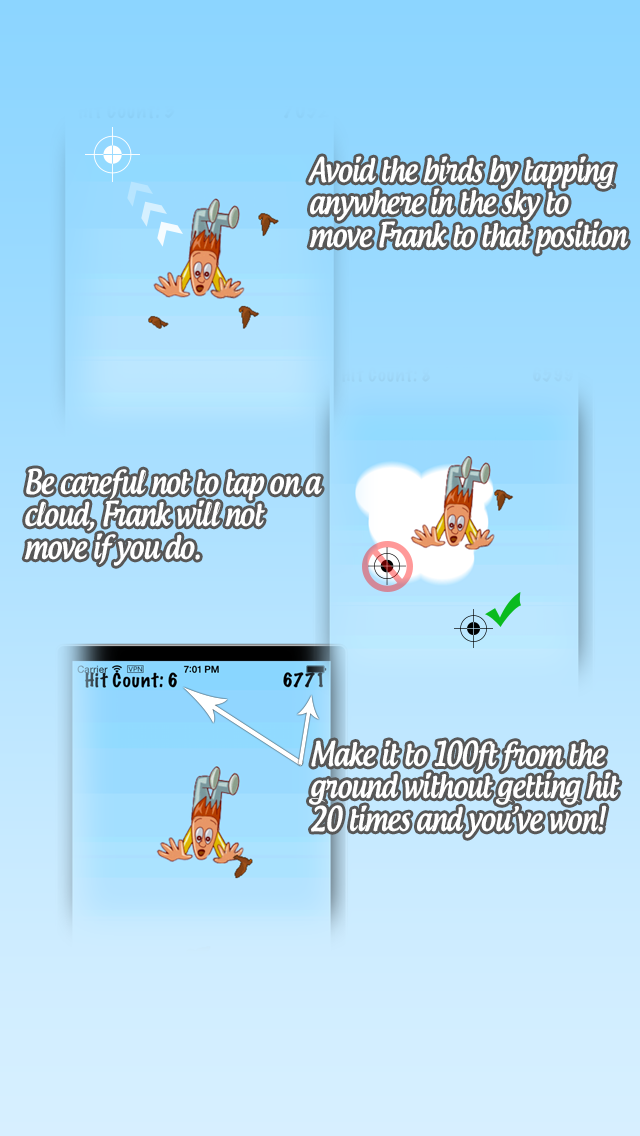 Avoid the birds by tapping
anywhere in the sky to
move Frank to that position
Be careful not to tap on a
cloud, Frank will not
move if you do.
Carrier VPN 7:01 PM
Hit Count: 6 6771
Make it to 100ft from the
ground without getting hit
20 times and you've won!